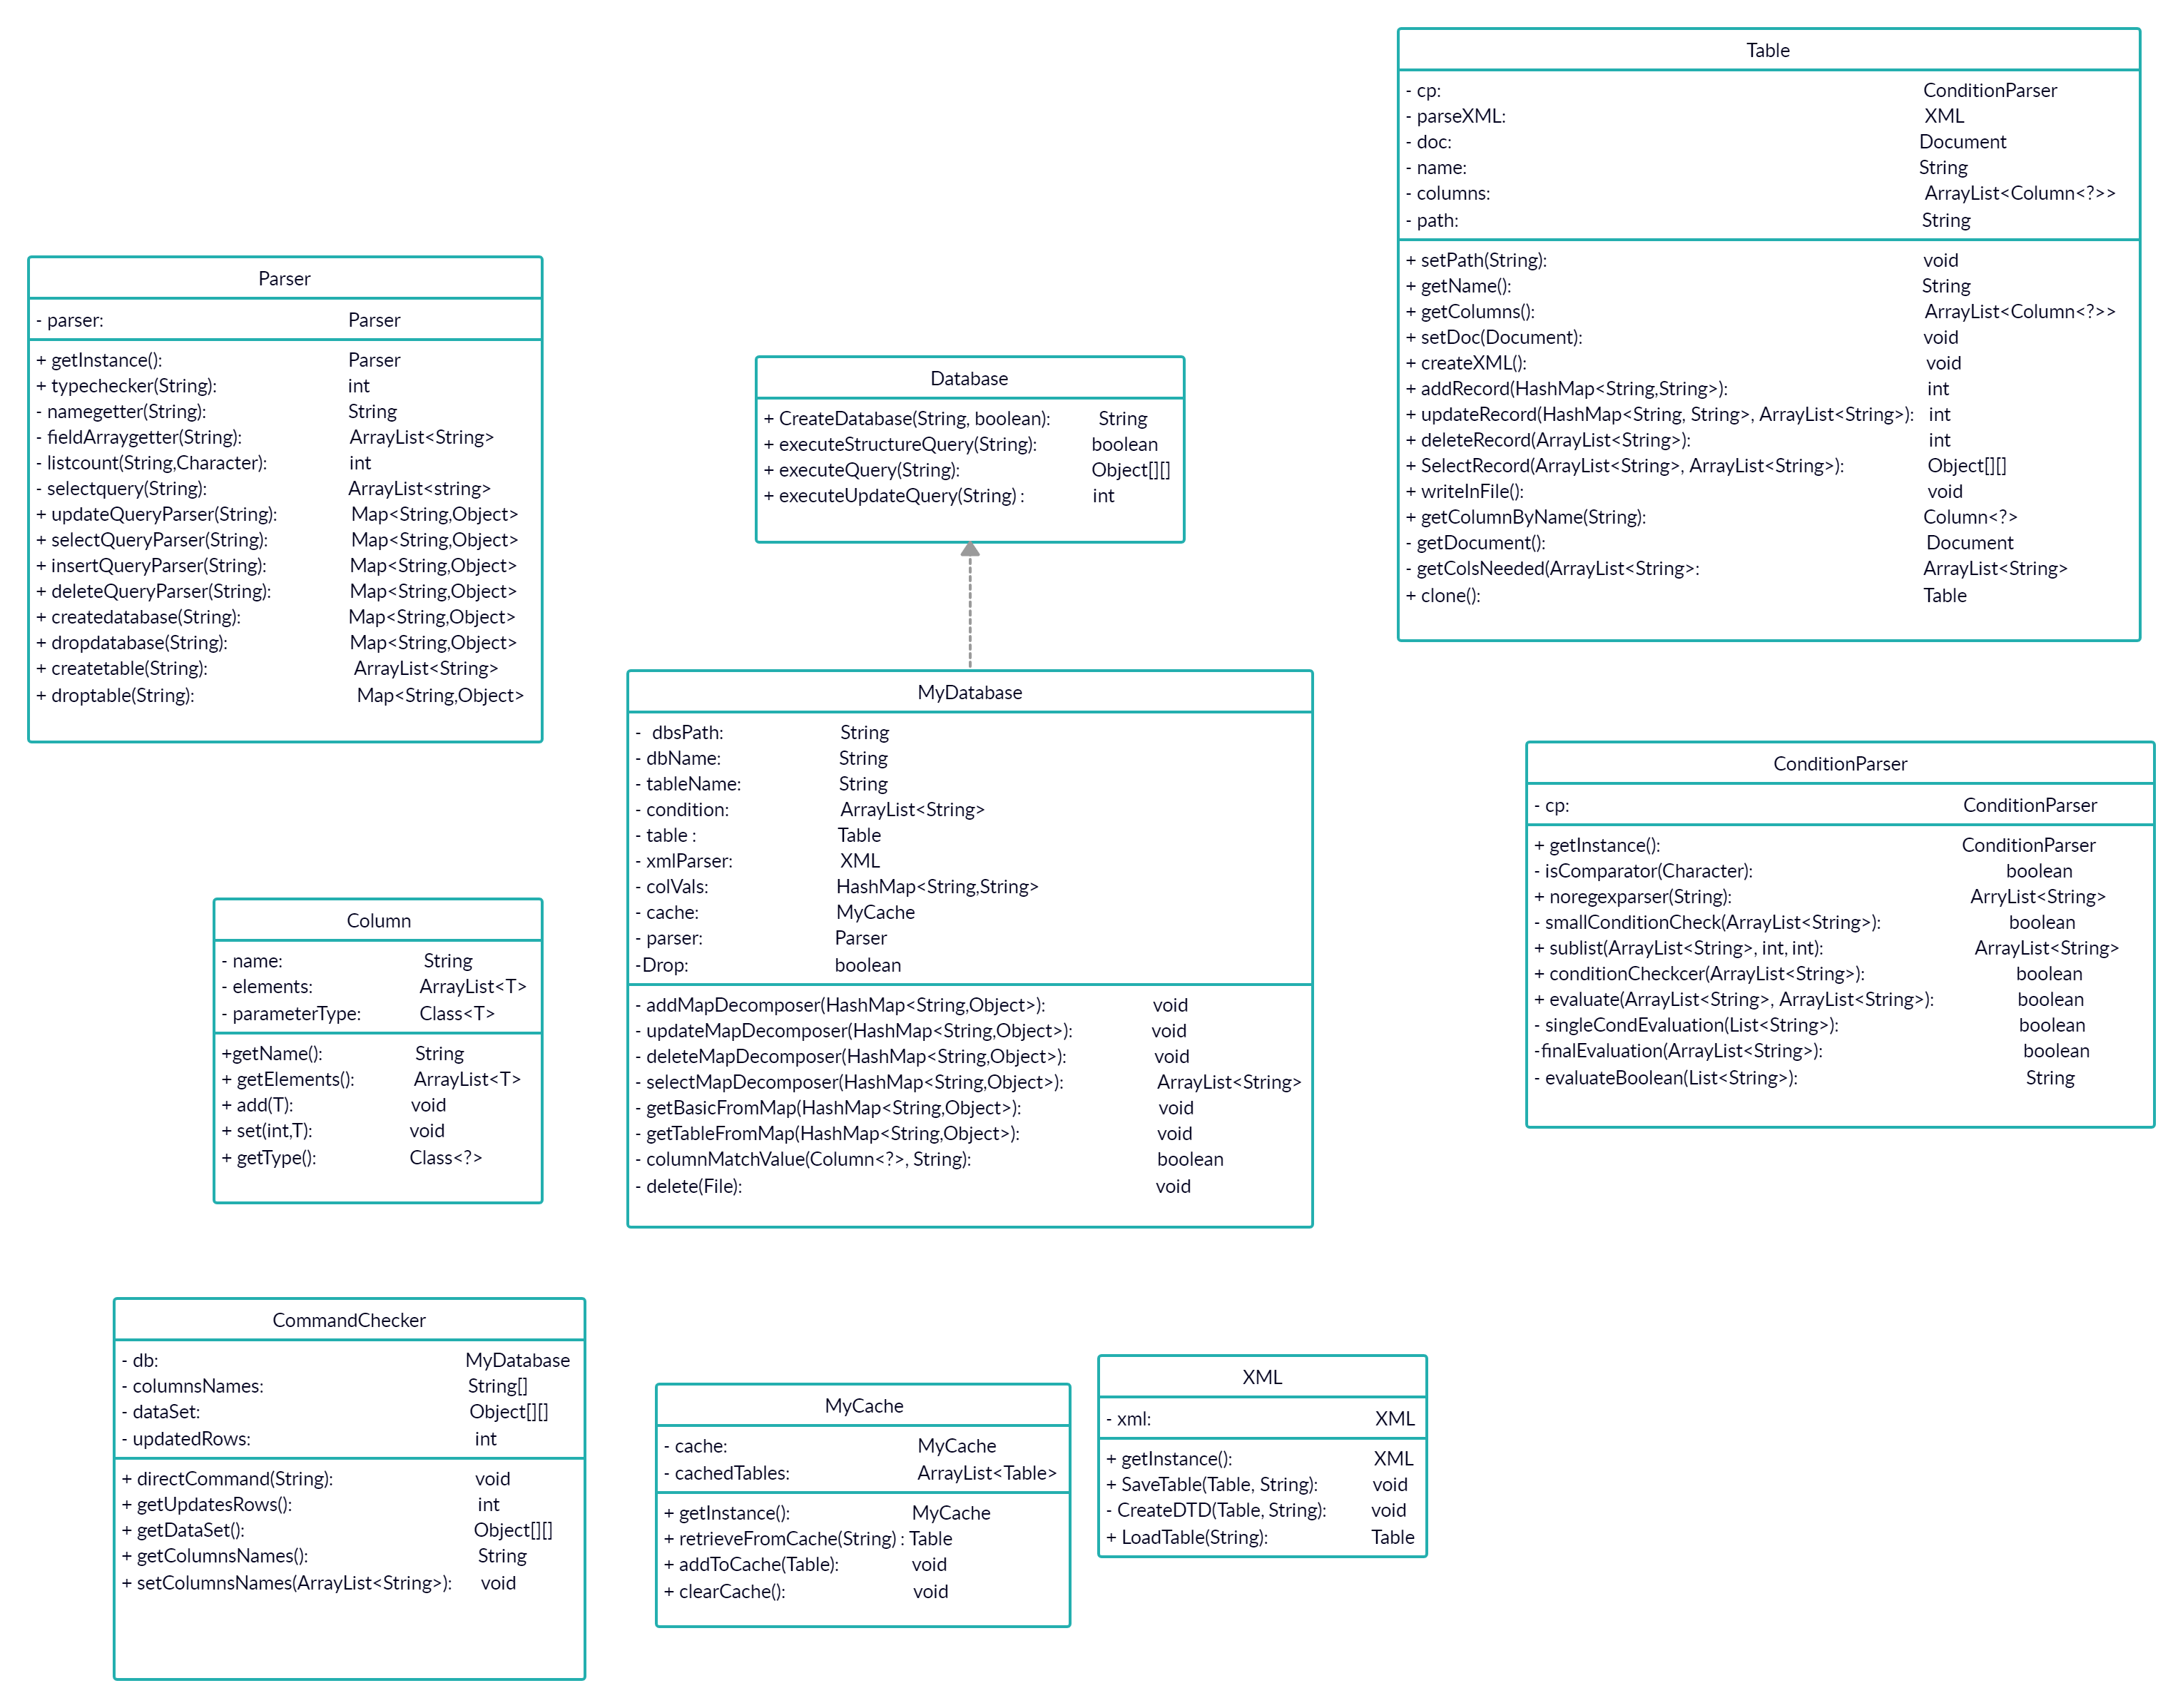 Table
- cp: ConditionParser
- parseXML: XML
- doc: Document
- name: String
- columns: ArrayList<Column<?>>
- path: String
+ setPath(String): void
+ getName(): String
+ getColumns(): ArrayList<Column<?>>
+ setDoc(Document): void
+ createXML(): void
+ addRecord(HashMap<String,String>): int
+ updateRecord(HashMap<String, String>, ArrayList<String>): int
+ deleteRecord(ArrayList<String>): int
+ SelectRecord(ArrayList<String>, ArrayList<String>): Object[][]
+ writeInFile(): void
+ getColumnByName(String): Column<?>
- getDocument(): Document
- getColsNeeded(ArrayList<String>: ArrayList<String>
+ clone(): Table
Parser
- parser: Parser
+ getInstance(): Parser
+ typechecker(String): int
- namegetter(String): String
- fieldArraygetter(String): ArrayList<String>
- listcount(String,Character): int
- selectquery(String): ArrayList<string>
+ updateQueryParser(String): Map<String,Object>
+ selectQueryParser(String): Map<String,Object>
+ insertQueryParser(String): Map<String,Object>
+ deleteQueryParser(String): Map<String,Object>
+ createdatabase(String): Map<String,Object>
+ dropdatabase(String): Map<String,Object>
+ createtable(String): ArrayList<String>
+ droptable(String): Map<String,Object>
Database
+ CreateDatabase(String, boolean): String
+ executeStructureQuery(String): boolean
+ executeQuery(String): Object[][]
+ executeUpdateQuery(String) : int
MyDatabase
- dbsPath: String
- dbName: String
- tableName: String
- condition: ArrayList<String>
- table : Table
- xmlParser: XML
- colVals: HashMap<String,String>
- cache: MyCache
- parser: Parser
-Drop: boolean
- addMapDecomposer(HashMap<String,Object>): void
- updateMapDecomposer(HashMap<String,Object>): void
- deleteMapDecomposer(HashMap<String,Object>): void
- selectMapDecomposer(HashMap<String,Object>): ArrayList<String>
- getBasicFromMap(HashMap<String,Object>): void
- getTableFromMap(HashMap<String,Object>): void
- columnMatchValue(Column<?>, String): boolean
- delete(File): void
ConditionParser
- cp: ConditionParser
+ getInstance(): ConditionParser
- isComparator(Character): boolean
+ noregexparser(String): ArryList<String>
- smallConditionCheck(ArrayList<String>): boolean
+ sublist(ArrayList<String>, int, int): ArrayList<String>
+ conditionCheckcer(ArrayList<String>): boolean
+ evaluate(ArrayList<String>, ArrayList<String>): boolean
- singleCondEvaluation(List<String>): boolean
-finalEvaluation(ArrayList<String>): boolean
- evaluateBoolean(List<String>): String
Column
- name: String
- elements: ArrayList<T>
- parameterType: Class<T>
+getName(): String
+ getElements(): ArrayList<T>
+ add(T): void
+ set(int,T): void
+ getType(): Class<?>
CommandChecker
- db: MyDatabase
- columnsNames: String[]
- dataSet: Object[][]
- updatedRows: int
+ directCommand(String): void
+ getUpdatesRows(): int
+ getDataSet(): Object[][]
+ getColumnsNames(): String
+ setColumnsNames(ArrayList<String>): void
MyCache
- cache: MyCache
- cachedTables: ArrayList<Table>
+ getInstance(): MyCache
+ retrieveFromCache(String) : Table
+ addToCache(Table): void
+ clearCache(): void
XML
- xml: XML
+ getInstance(): XML
+ SaveTable(Table, String): void
- CreateDTD(Table, String): void
+ LoadTable(String): Table